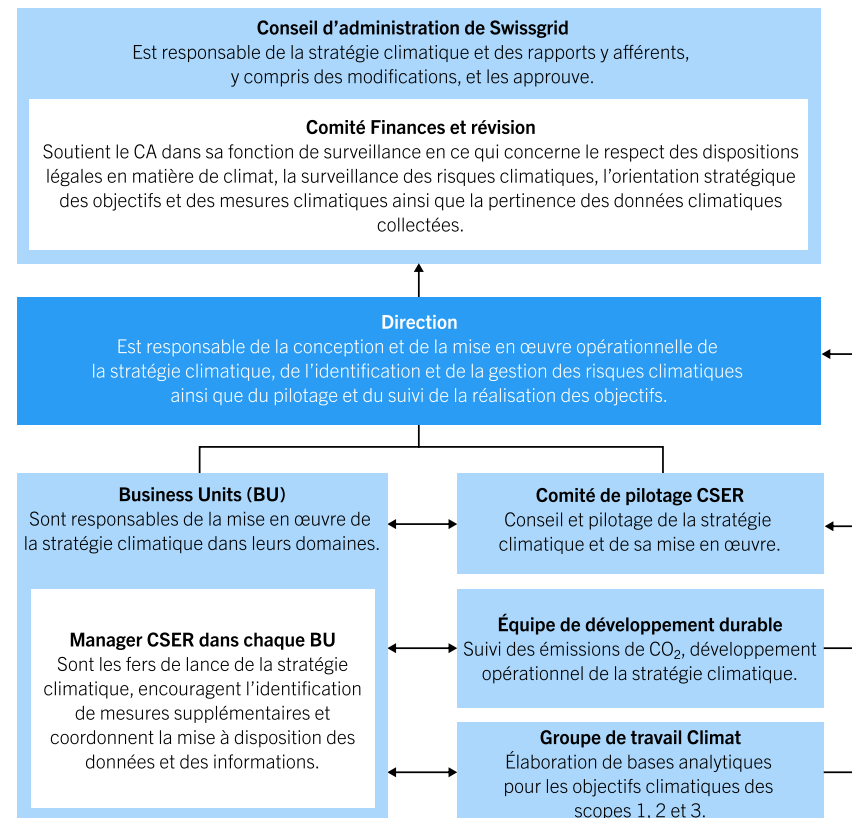 Conseil d’administration de Swissgrid
Est responsable de la stratégie climatique et des rapports y afférents,
y compris des modifications, et les approuve.
Comité Finances et révision
Soutient le CA dans sa fonction de surveillance en ce qui concerne le respect des dispositions
légales en matière de climat, la surveillance des risques climatiques, l’orientation stratégique
des objectifs et des mesures climatiques ainsi que la pertinence des données climatiques
collectées.
Direction
Est responsable de la conception et de la mise en œuvre opérationnelle de
la stratégie climatique, de l’identification et de la gestion des risques climatiques
ainsi que du pilotage et du suivi de la réalisation des objectifs.
Business Units (BU)
Sont responsables de la mise en œuvre de
la stratégie climatique dans leurs domaines.
Manager CSER dans chaque BU
Sont les fers de lance de la stratégie
climatique, encouragent l’identification
de mesures supplémentaires et
coordonnent la mise à disposition des
données et des informations.
Comité de pilotage CSER
Conseil et pilotage de la stratégie
climatique et de sa mise en œuvre.
Équipe de développement durable
Suivi des émissions de CO₂, développement
opérationnel de la stratégie climatique.
Groupe de travail Climat
Élaboration de bases analytiques
pour les objectifs climatiques des
scopes 1, 2 et 3.